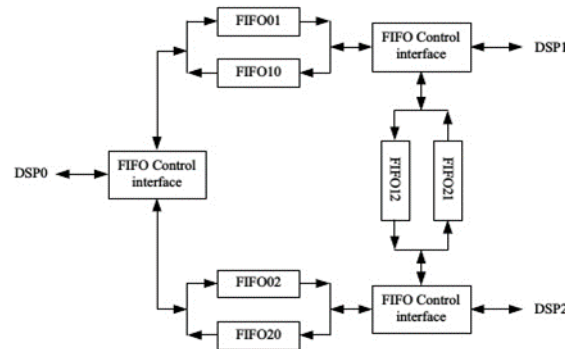 FIFO01
FIFO Control
interface
DSP1
FIFO10
FIFO12
FIFO21
DSP0
FIFO Control
interface
FIFO02
FIFO Control
interface
DSP2
FIFO20